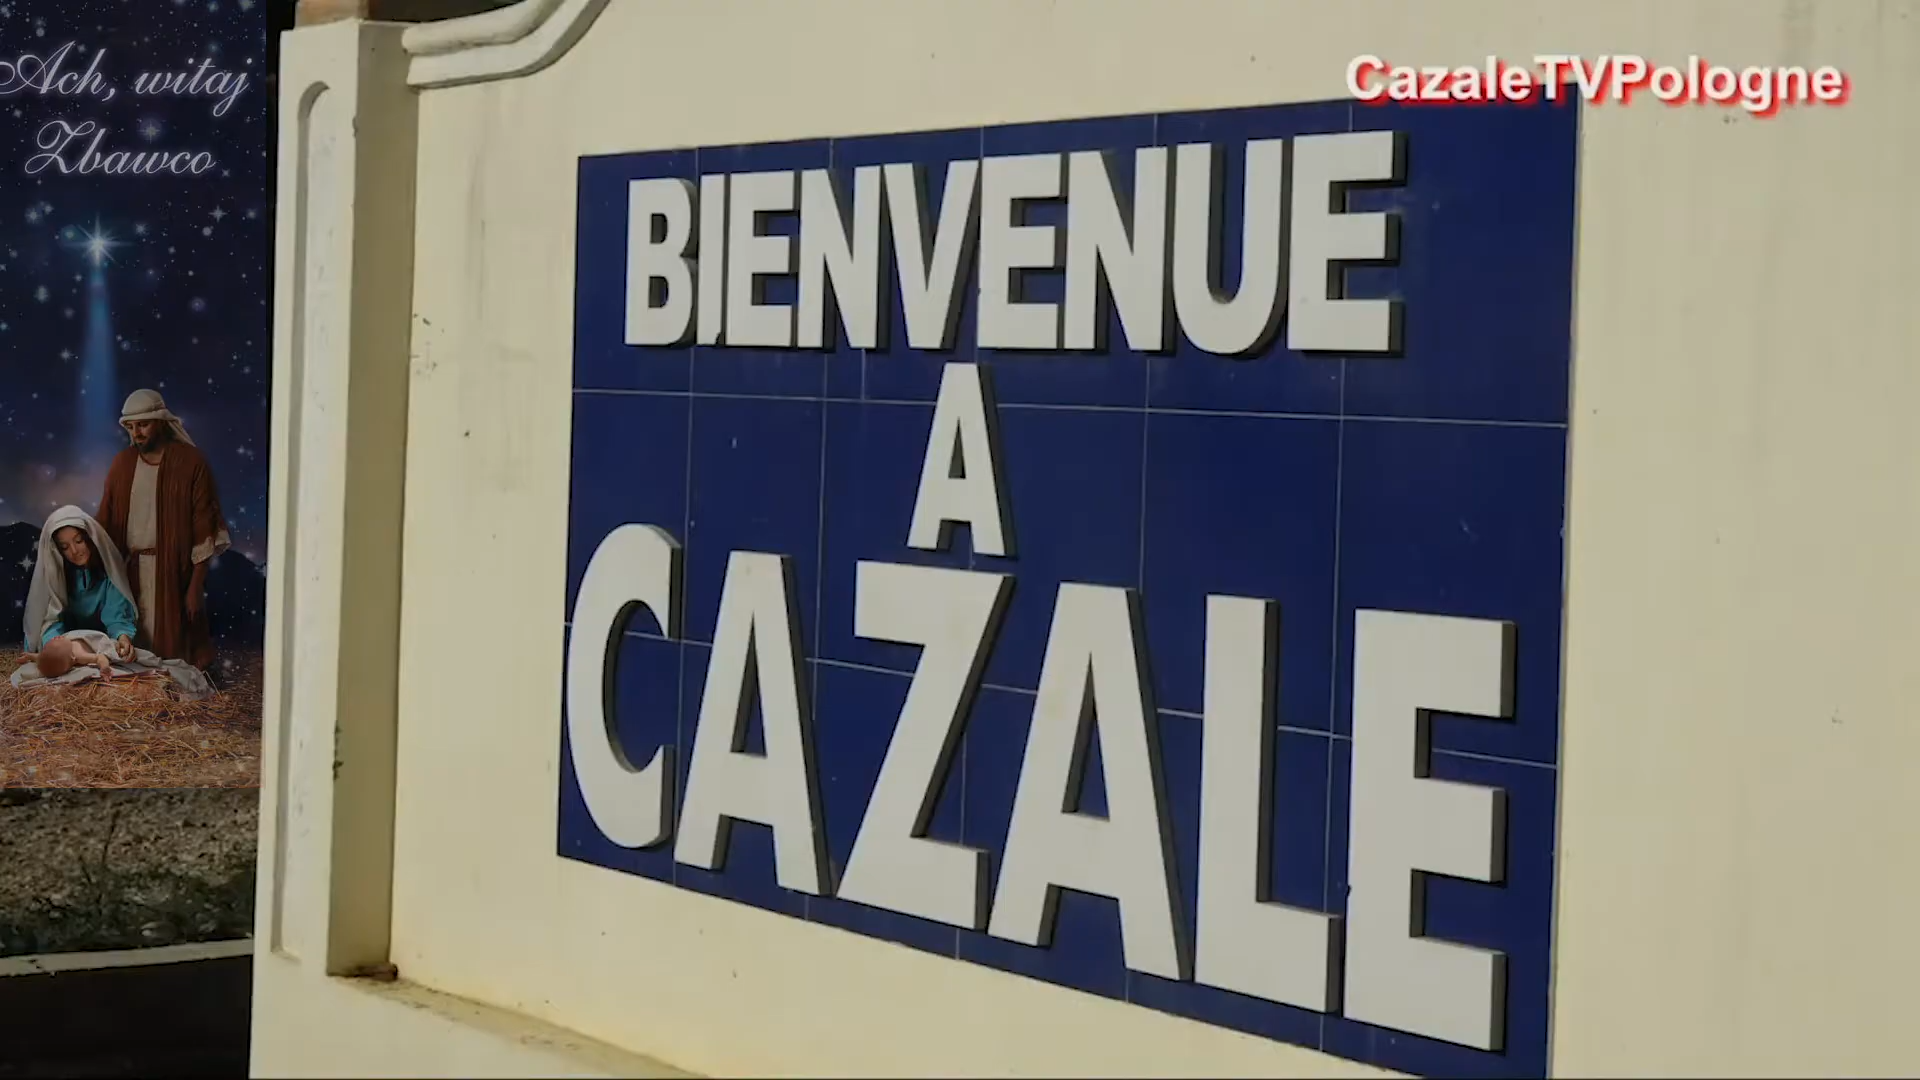 Ach, witaj
Zbawco
CazaleTVPologne
BIENVENUE
A
CAZALE